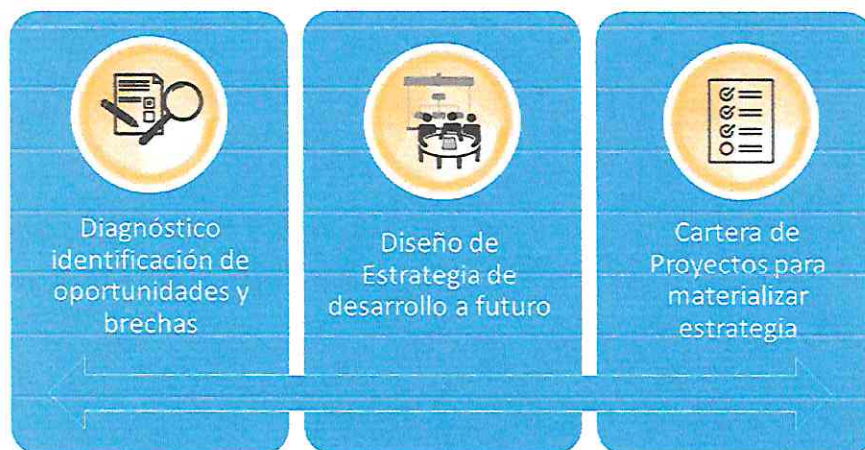 Diagnóstico
identificación de
oportunidades y
brechas
Diseño de
Estrategia de
desarrollo a futuro
Cartera de
Proyectos para
materializar
estrategia